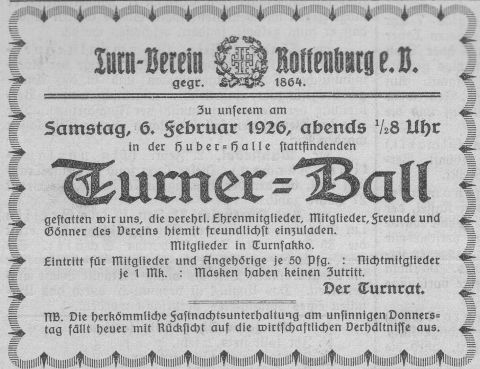 Turn-Verein Rottenburg e. V.
gegr. 1864.
Zu unserem am
Samstag, 6. Februar 1926, abends ½8 Uhr
in der Huber-Halle stattfindenden
Turner-Ball
gestatten wir uns, die verehrl. Ehrenmitglieder, Mitglieder, Freunde und
Gönner des Vereins hiemit freundlichst einzuladen.
Mitglieder in Turnsakko.
Eintritt für Mitglieder und Angehörige je 50 Pfg. : Nichtmitglieder
je 1 Mk. : Masken haben keinen Zutritt.
Der Turnrat.
NB. Die herkömmliche Fastnachtsunterhaltung am unsinnigen Donners-
tag fällt heuer mit Rücksicht auf die wirtschaftlichen Verhältnisse aus.